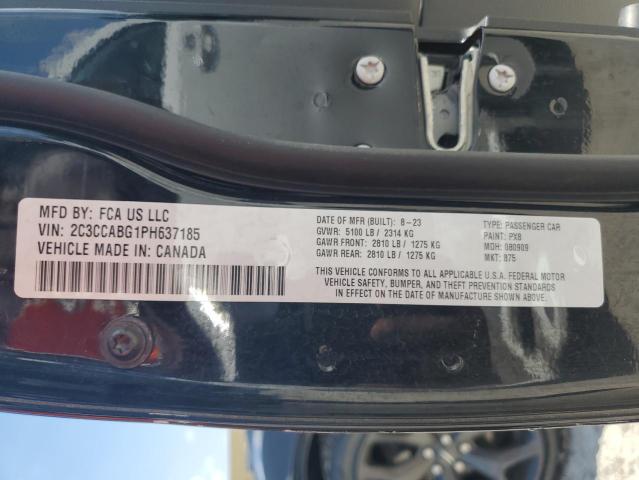 MFD BY: FCA US LLC
VIN: 2C3CCABG1PH637185
VEHICLE MADE IN: CANADA
DATE OF MFR (BUILT): 8-23
GVWR: 5100 LB / 2314 KG
GAWR FRONT: 2810 LB / 1275 KG
GAWR REAR: 2810 LB / 1275 KG
TYPE: PASSENGER CAR
PAINT: PX8
MDH: 080909
MKT: 875
THIS VEHICLE CONFORMS TO ALL APPLICABLE U.S.A. FEDERAL MOTOR
VEHICLE SAFETY, BUMPER, AND THEFT PREVENTION STANDARDS
IN EFFECT ON THE DATE OF MANUFACTURE SHOWN ABOVE.